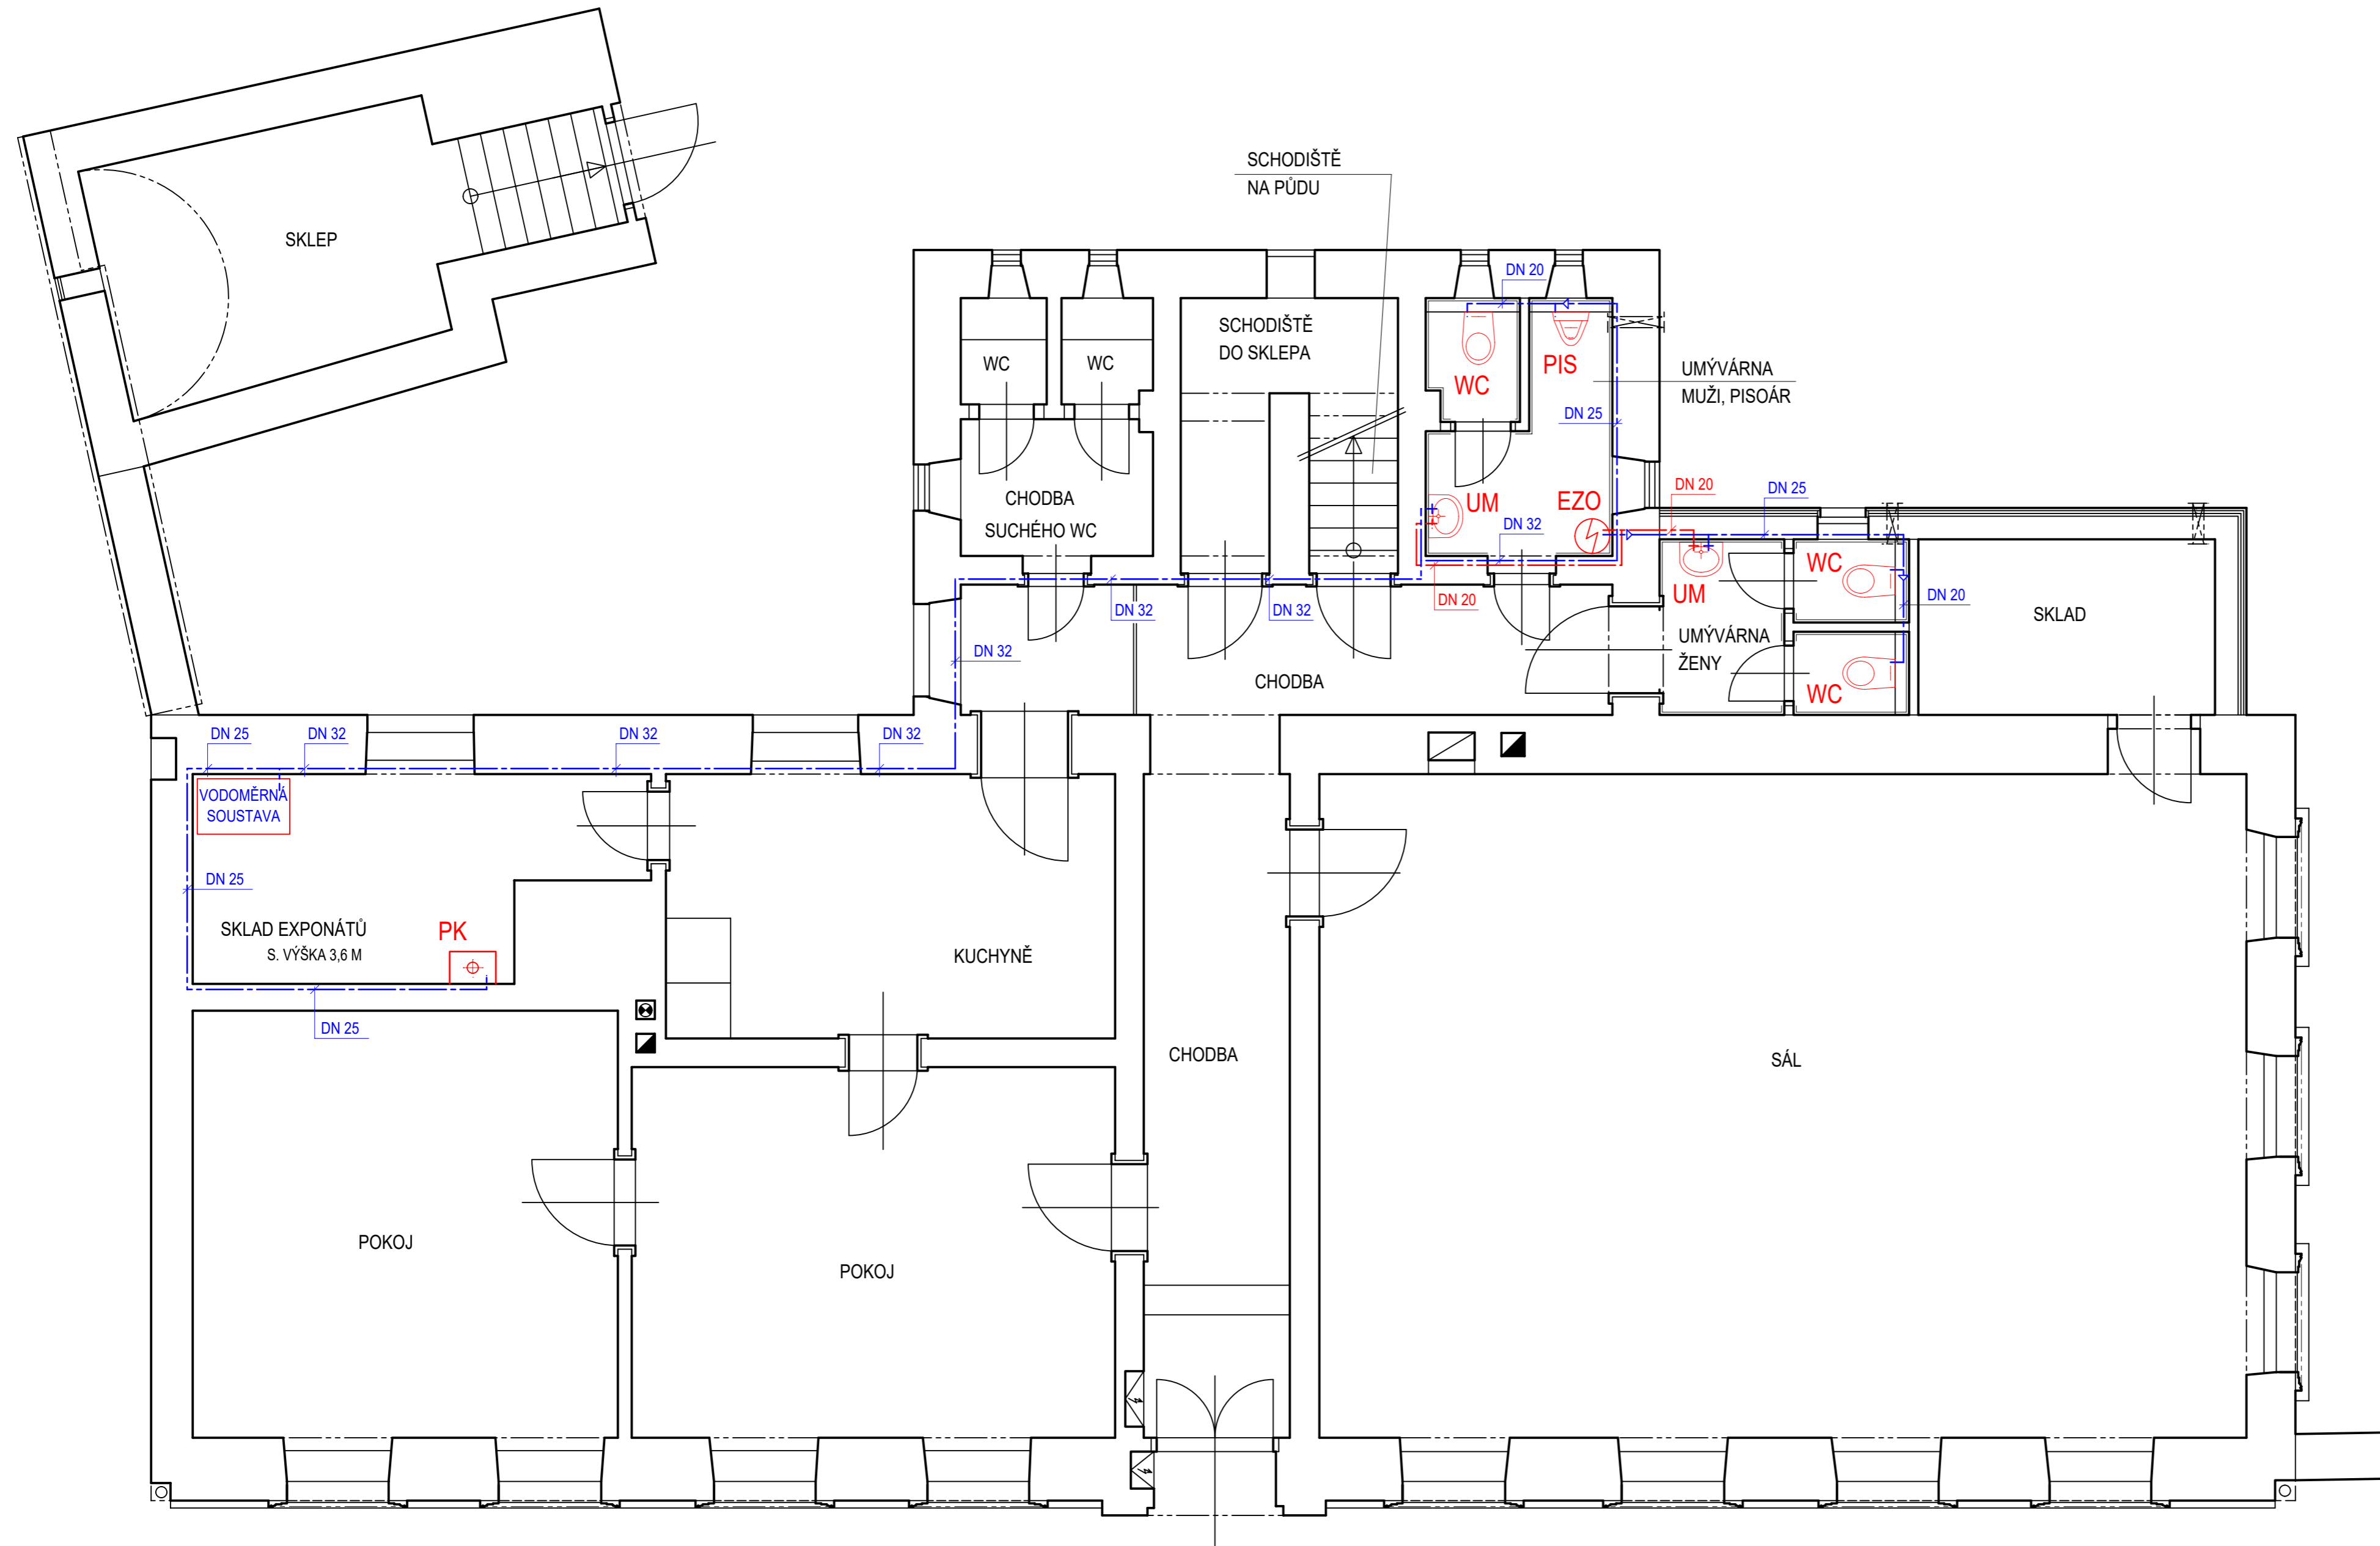 SKLEP
SCHODIŠTĚ
NA PŮDU
DN 20
SCHODIŠTĚ
DO SKLEPA
WC
WC
WC
PIS
UMÝVÁRNA
MUŽI, PISOÁR
DN 25
CHODBA
SUCHÉHO WC
UM
EZO
DN 32
DN 20
DN 25
WC
UM
DN 20
DN 32
DN 32
DN 20
SKLAD
UMÝVÁRNA
ŽENY
DN 32
CHODBA
WC
DN 25
DN 32
DN 32
DN 32
VODOMĚRNÁ
SOUSTAVA
DN 25
SKLAD EXPONÁTŮ
S. VÝŠKA 3,6 M
PK
KUCHYNĚ
DN 25
CHODBA
SÁL
POKOJ
POKOJ